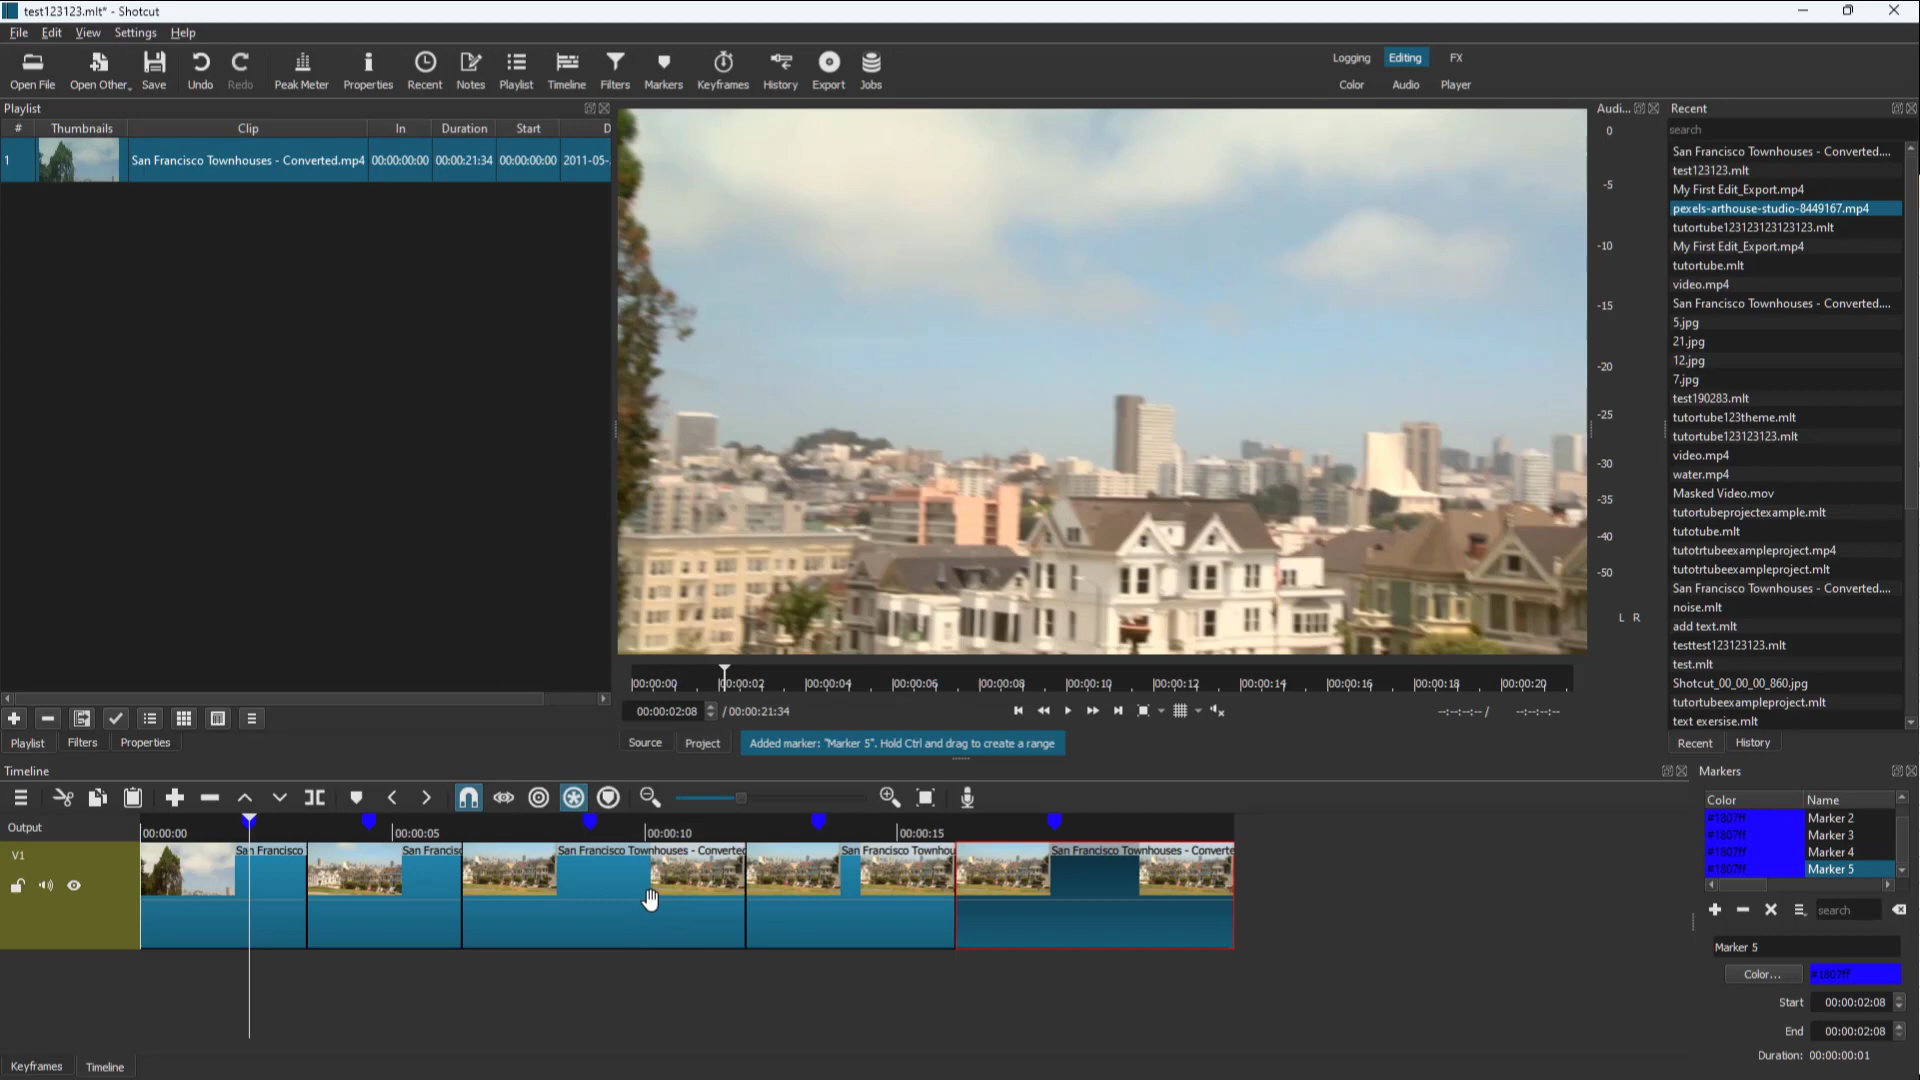 test123123.mlt* - Shotcut
File Edit View Settings Help
Open File Open Other... Save Undo Redo Peak Meter Properties Recent Notes Playlist Timeline Filters Markers Keyframes History Export Jobs
Logging Editing FX
Color Audio Player
Playlist
# Thumbnails Clip In Duration Start D
1 San Francisco Townhouses - Converted.mp4 00:00:00:00 00:00:21:34 00:00:00:00 2011-05-
Playlist Filters Properties
00:00:00 00:00:02 00:00:04 00:00:06 00:00:08 00:00:10 00:00:12 00:00:14 00:00:16 00:00:18 00:00:20
00:00:02:08 / 00:00:21:34 --:--:--:-- / --:--:--:--
Source Project Added marker: "Marker 5". Hold Ctrl and drag to create a range
Audi...
0
-5
-10
-15
-20
-25
-30
-35
-40
-50
L R
Recent
search
San Francisco Townhouses - Converted....
test123123.mlt
My First Edit_Export.mp4
pexels-arthouse-studio-8449167.mp4
tutortube123123123123123.mlt
My First Edit_Export.mp4
tutortube.mlt
video.mp4
San Francisco Townhouses - Converted....
5.jpg
21.jpg
12.jpg
7.jpg
test190283.mlt
tutortube123theme.mlt
tutortube123123123.mlt
video.mp4
water.mp4
Masked Video.mov
tutortubeprojectexample.mlt
tutotube.mlt
tutotrtubeexampleproject.mp4
tutotrtubeexampleproject.mlt
San Francisco Townhouses - Converted....
noise.mlt
add text.mlt
testtest123123123.mlt
test.mlt
Shotcut_00_00_00_860.jpg
tutortubeexampleproject.mlt
text exersise.mlt
Recent History
Timeline
Output
00:00:00 00:00:05 00:00:10 00:00:15
V1
San Francisco San Francisc San Francisco Townhouses - Converte San Francisco Townhou San Francisco Townhouses - Converte
Keyframes Timeline
Markers
Color Name
#1807ff Marker 2
#1807ff Marker 3
#1807ff Marker 4
#1807ff Marker 5
search
Marker 5
Color... #1807ff
Start 00:00:02:08
End 00:00:02:08
Duration: 00:00:00:01